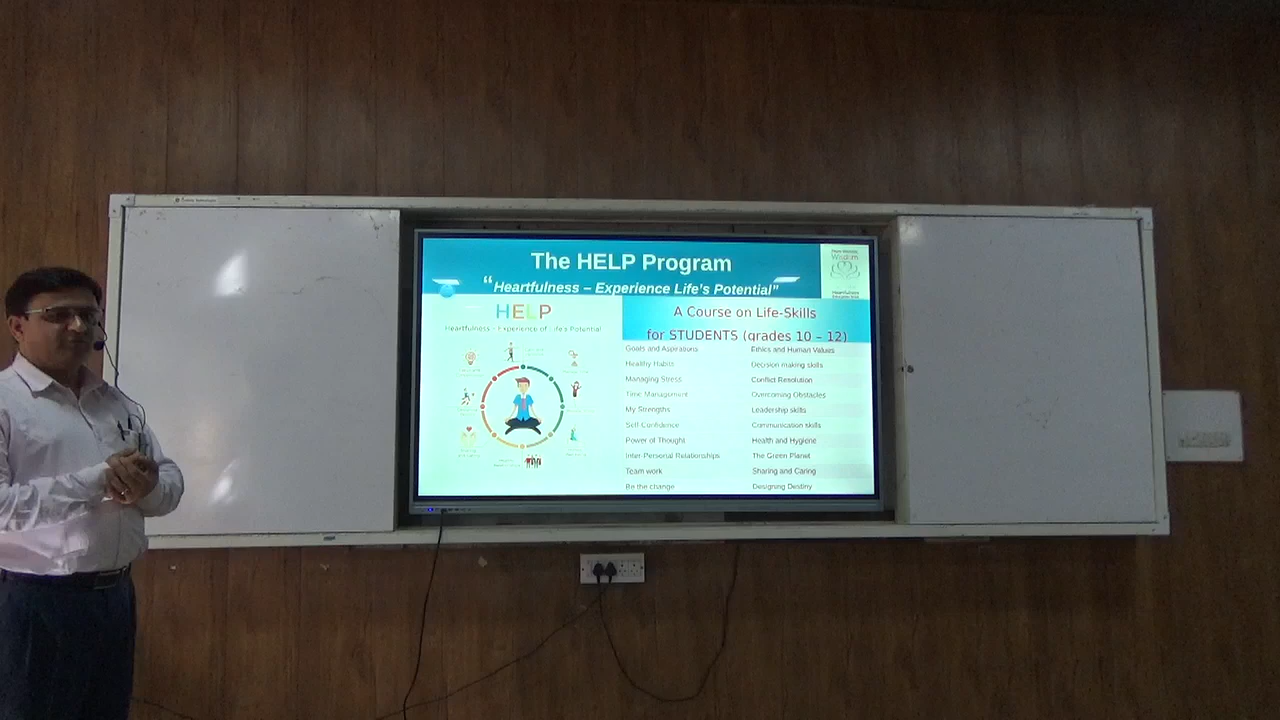 The HELP Program
“Heartfulness – Experience Life's Potential”
Wisdom
HELP
Heartfulness – Experience of Life's Potential
A Course on Life-Skills
for STUDENTS (grades 10 – 12)
Goals and Aspirations
Ethics and Human Values
Healthy Habits
Decision making skills
Managing Stress
Conflict Resolution
Time Management
Overcoming Obstacles
My Strengths
Leadership skills
Self Confidence
Communication skills
Power of Thought
Health and Hygiene
Inter-Personal Relationships
The Green Planet
Team work
Sharing and Caring
Be the change
Designing Destiny